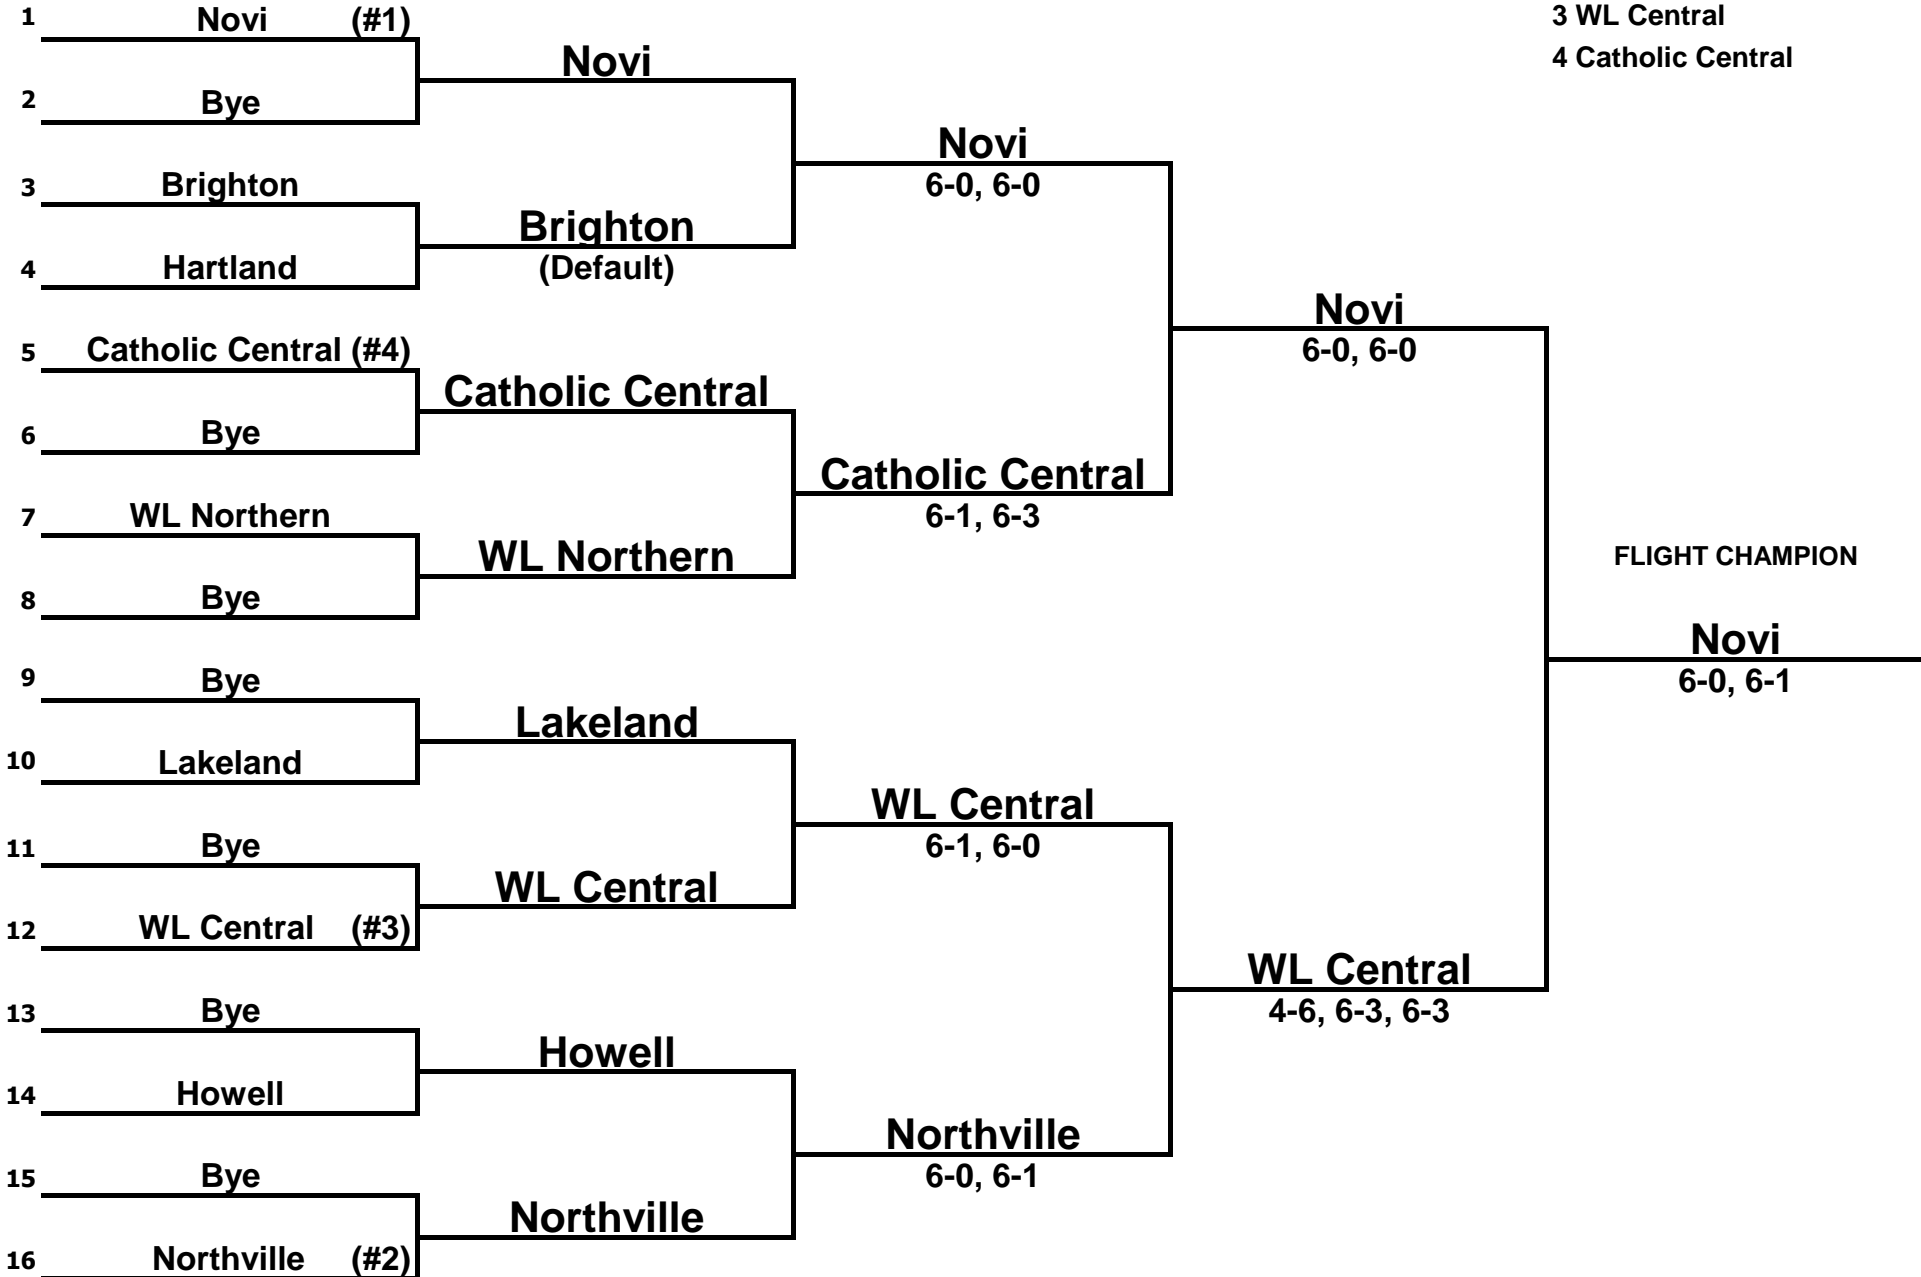 1 Novi (#1)
2 Bye
3 Brighton
4 Hartland
5 Catholic Central (#4)
6 Bye
7 WL Northern
8 Bye
9 Bye
10 Lakeland
11 Bye
12 WL Central (#3)
13 Bye
14 Howell
15 Bye
16 Northville (#2)
Novi
Brighton
(Default)
Catholic Central
WL Northern
Lakeland
WL Central
Howell
Northville
Novi
6-0, 6-0
Catholic Central
6-1, 6-3
WL Central
6-1, 6-0
Northville
6-0, 6-1
Novi
6-0, 6-0
WL Central
4-6, 6-3, 6-3
3 WL Central
4 Catholic Central
FLIGHT CHAMPION
Novi
6-0, 6-1